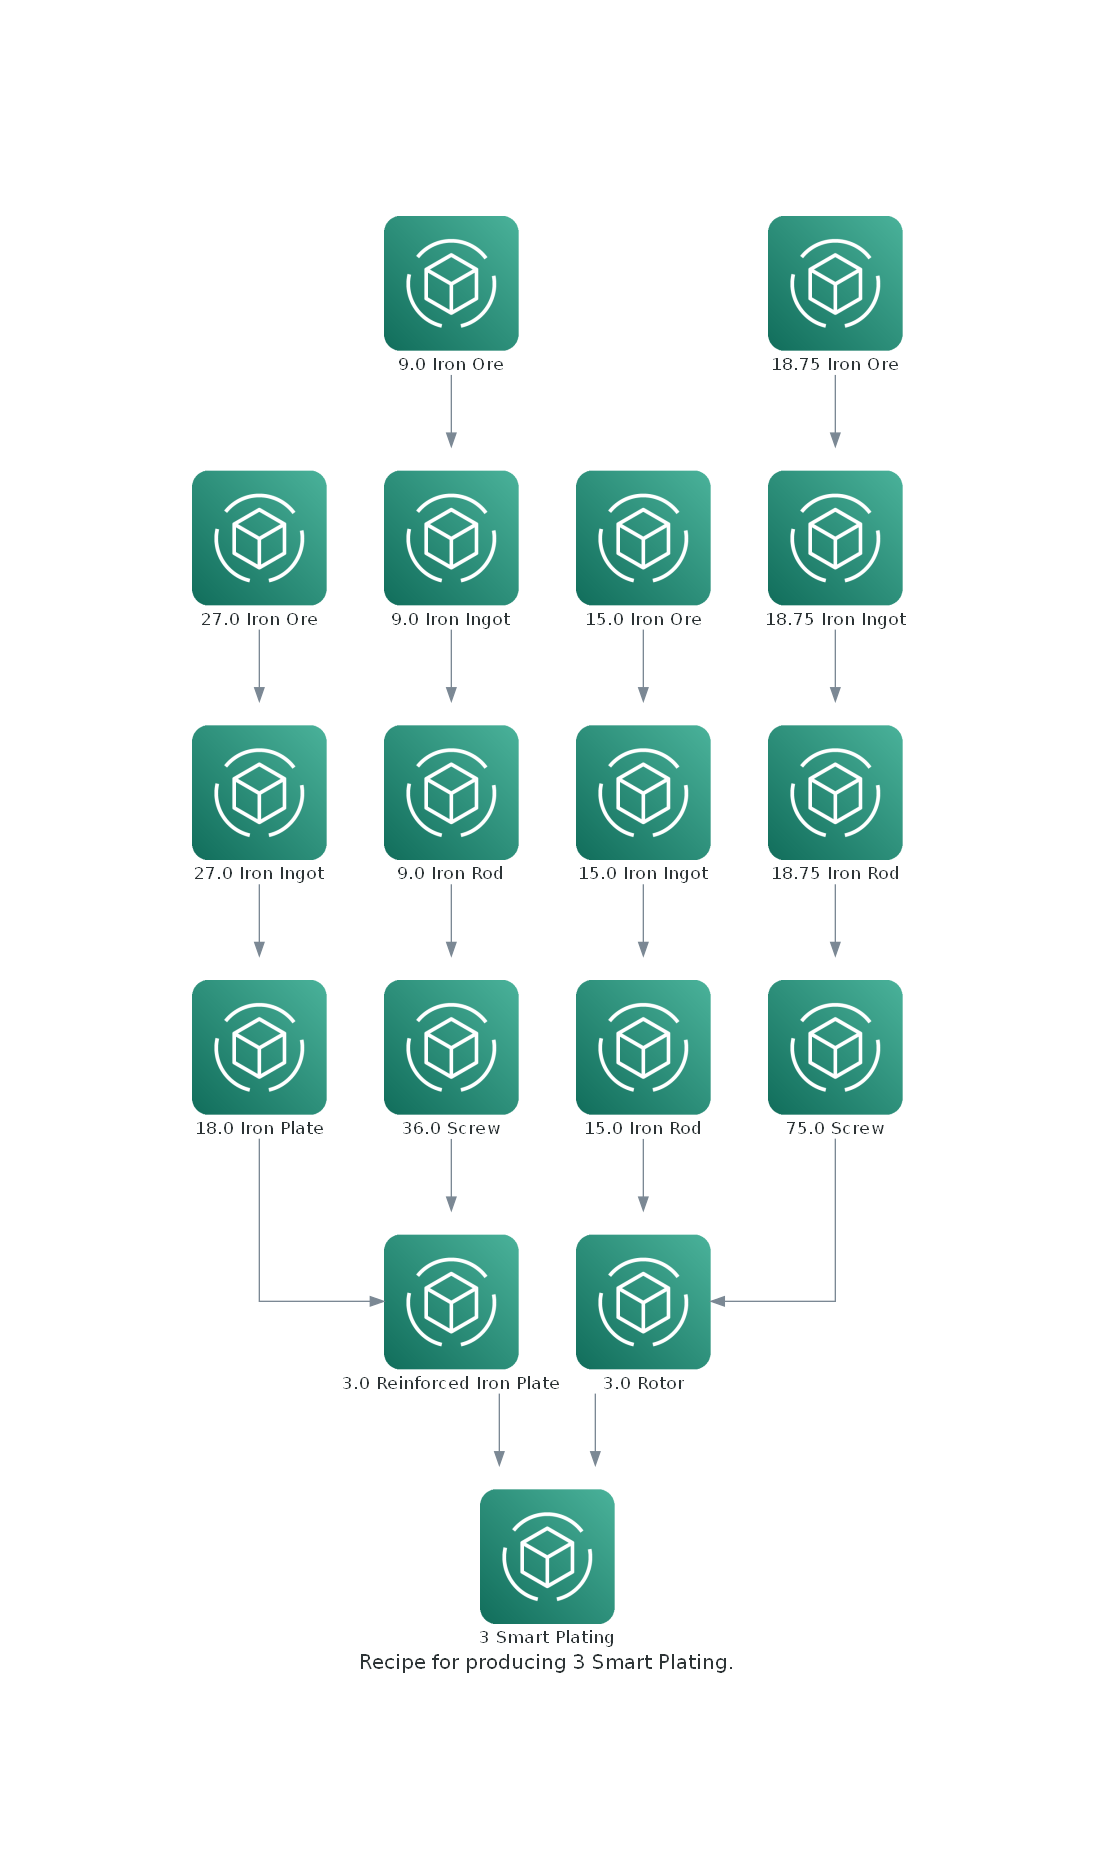 9.0 Iron Ore
18.75 Iron Ore
27.0 Iron Ore
9.0 Iron Ingot
15.0 Iron Ore
18.75 Iron Ingot
27.0 Iron Ingot
9.0 Iron Rod
15.0 Iron Ingot
18.75 Iron Rod
18.0 Iron Plate
36.0 Screw
15.0 Iron Rod
75.0 Screw
3.0 Reinforced Iron Plate
3.0 Rotor
3 Smart Plating
Recipe for producing 3 Smart Plating.